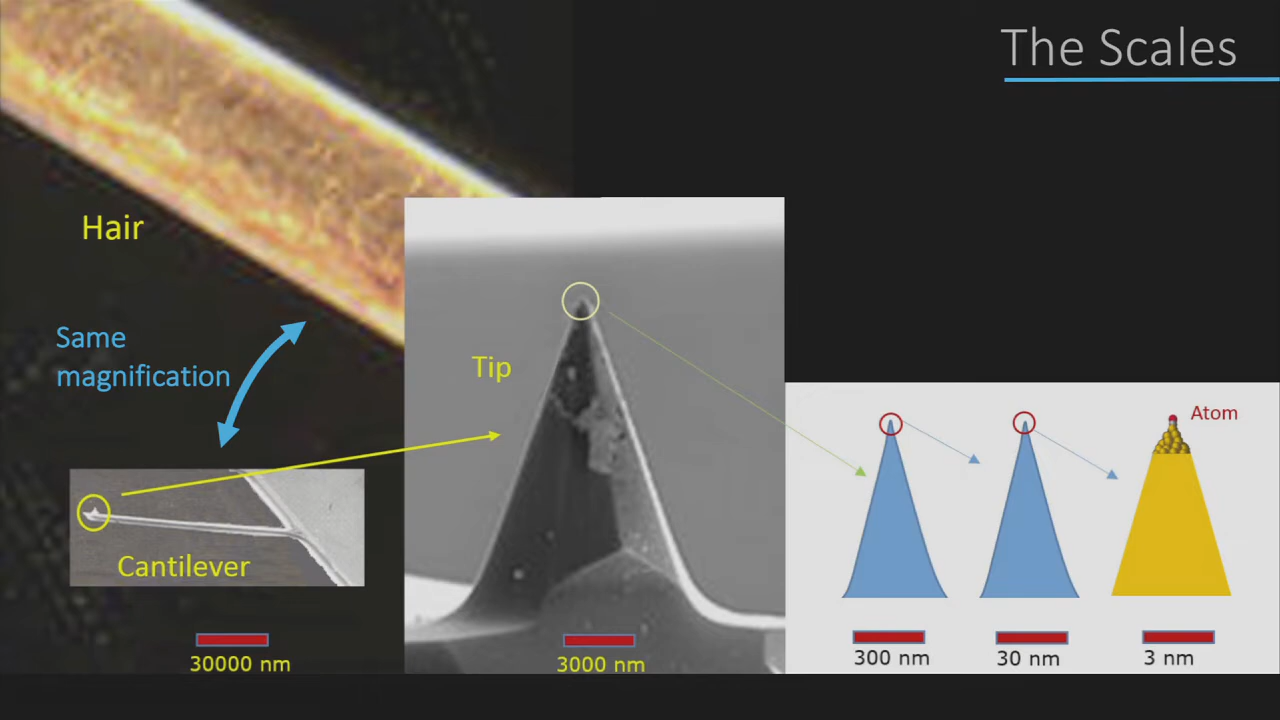 The Scales
Hair
Same
magnification
Tip
Atom
Cantilever
30000 nm
3000 nm
300 nm
30 nm
3 nm